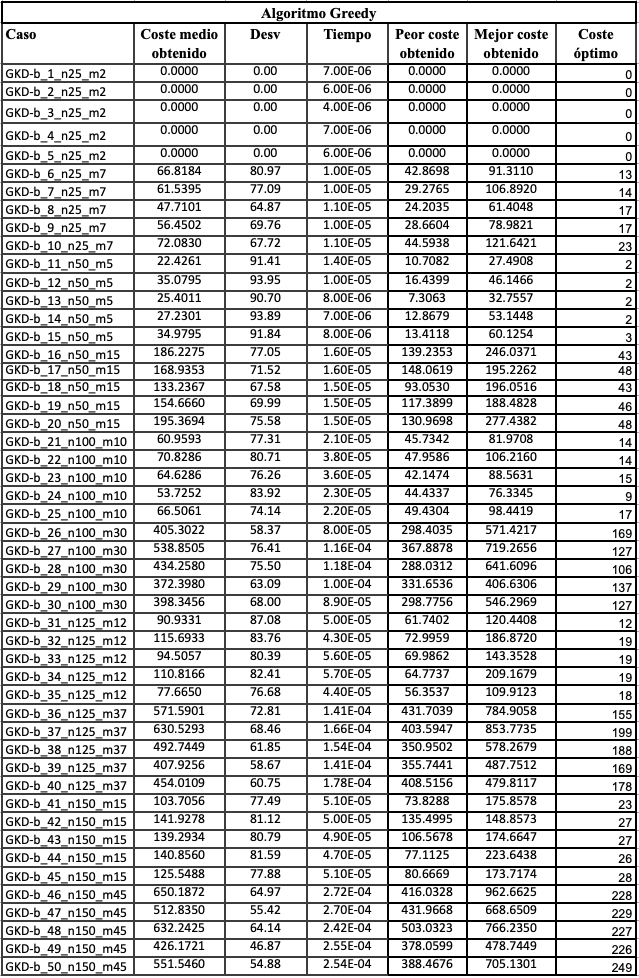 Algoritmo Greedy
Caso Coste medio obtenido Desv Tiempo Peor coste obtenido Mejor coste obtenido Coste óptimo
GKD-b_1_n25_m2 0.0000 0.00 7.00E-06 0.0000 0.0000 0
GKD-b_2_n25_m2 0.0000 0.00 6.00E-06 0.0000 0.0000 0
GKD-b_3_n25_m2 0.0000 0.00 4.00E-06 0.0000 0.0000 0
GKD-b_4_n25_m2 0.0000 0.00 7.00E-06 0.0000 0.0000 0
GKD-b_5_n25_m2 0.0000 0.00 6.00E-06 0.0000 0.0000 0
GKD-b_6_n25_m7 66.8184 80.97 1.00E-05 42.8698 91.3110 13
GKD-b_7_n25_m7 61.5395 77.09 1.00E-05 29.2765 106.8920 14
GKD-b_8_n25_m7 47.7101 64.87 1.10E-05 24.2035 61.4048 17
GKD-b_9_n25_m7 56.4502 69.76 1.00E-05 28.6604 78.9821 17
GKD-b_10_n25_m7 72.0830 67.72 1.10E-05 44.5938 121.6421 23
GKD-b_11_n50_m5 22.4261 91.41 1.40E-05 10.7082 27.4908 2
GKD-b_12_n50_m5 35.0795 93.95 1.00E-05 16.4399 46.1466 2
GKD-b_13_n50_m5 25.4011 90.70 8.00E-06 7.3063 32.7557 2
GKD-b_14_n50_m5 27.2301 93.89 7.00E-06 12.8679 53.1448 2
GKD-b_15_n50_m5 34.9795 91.84 8.00E-06 13.4118 60.1254 3
GKD-b_16_n50_m15 186.2275 77.05 1.60E-05 139.2353 246.0371 43
GKD-b_17_n50_m15 168.9353 71.52 1.60E-05 148.0619 195.2262 48
GKD-b_18_n50_m15 133.2367 67.58 1.50E-05 93.0530 196.0516 43
GKD-b_19_n50_m15 154.6660 69.99 1.50E-05 117.3899 188.4828 46
GKD-b_20_n50_m15 195.3694 75.58 1.50E-05 130.9698 277.4382 48
GKD-b_21_n100_m10 60.9593 77.31 2.10E-05 45.7342 81.9708 14
GKD-b_22_n100_m10 70.8286 80.71 3.80E-05 47.9586 106.2160 14
GKD-b_23_n100_m10 64.6286 76.26 3.60E-05 42.1474 88.5631 15
GKD-b_24_n100_m10 53.7252 83.92 2.30E-05 44.4337 76.3345 9
GKD-b_25_n100_m10 66.5061 74.14 2.20E-05 49.4304 98.4419 17
GKD-b_26_n100_m30 405.3022 58.37 8.00E-05 298.4035 571.4217 169
GKD-b_27_n100_m30 538.8505 76.41 1.16E-04 367.8878 719.2656 127
GKD-b_28_n100_m30 434.2580 75.50 1.18E-04 288.0312 641.6096 106
GKD-b_29_n100_m30 372.3980 63.09 1.00E-04 331.6536 406.6306 137
GKD-b_30_n100_m30 398.3456 68.00 8.90E-05 298.7756 546.2969 127
GKD-b_31_n125_m12 90.9331 87.08 5.00E-05 61.7402 120.4408 12
GKD-b_32_n125_m12 115.6933 83.76 4.30E-05 72.9959 186.8720 19
GKD-b_33_n125_m12 94.5057 80.39 5.60E-05 69.9862 143.3528 19
GKD-b_34_n125_m12 110.8166 82.41 5.70E-05 64.7737 209.1679 19
GKD-b_35_n125_m12 77.6650 76.68 4.40E-05 56.3537 109.9123 18
GKD-b_36_n125_m37 571.5901 72.81 1.41E-04 431.7039 784.9058 155
GKD-b_37_n125_m37 630.5293 68.46 1.66E-04 403.5947 853.7735 199
GKD-b_38_n125_m37 492.7449 61.85 1.54E-04 350.9502 578.2679 188
GKD-b_39_n125_m37 407.9256 58.67 1.41E-04 355.7441 487.7512 169
GKD-b_40_n125_m37 454.0109 60.75 1.78E-04 408.5156 479.8117 178
GKD-b_41_n150_m15 103.7056 77.49 5.10E-05 73.8288 175.8578 23
GKD-b_42_n150_m15 141.9278 81.12 5.00E-05 135.4995 148.8573 27
GKD-b_43_n150_m15 139.2934 80.79 4.90E-05 106.5678 174.6647 27
GKD-b_44_n150_m15 140.8560 81.59 4.70E-05 77.1125 223.6438 26
GKD-b_45_n150_m15 125.5488 77.88 5.10E-05 80.6669 173.7174 28
GKD-b_46_n150_m45 650.1872 64.97 2.72E-04 416.0328 962.6625 228
GKD-b_47_n150_m45 512.8350 55.42 2.70E-04 431.9668 668.6509 229
GKD-b_48_n150_m45 632.2425 64.14 2.42E-04 503.0323 766.2350 227
GKD-b_49_n150_m45 426.1721 46.87 2.55E-04 378.0599 478.7449 226
GKD-b_50_n150_m45 551.5460 54.88 2.54E-04 388.4676 705.1301 249